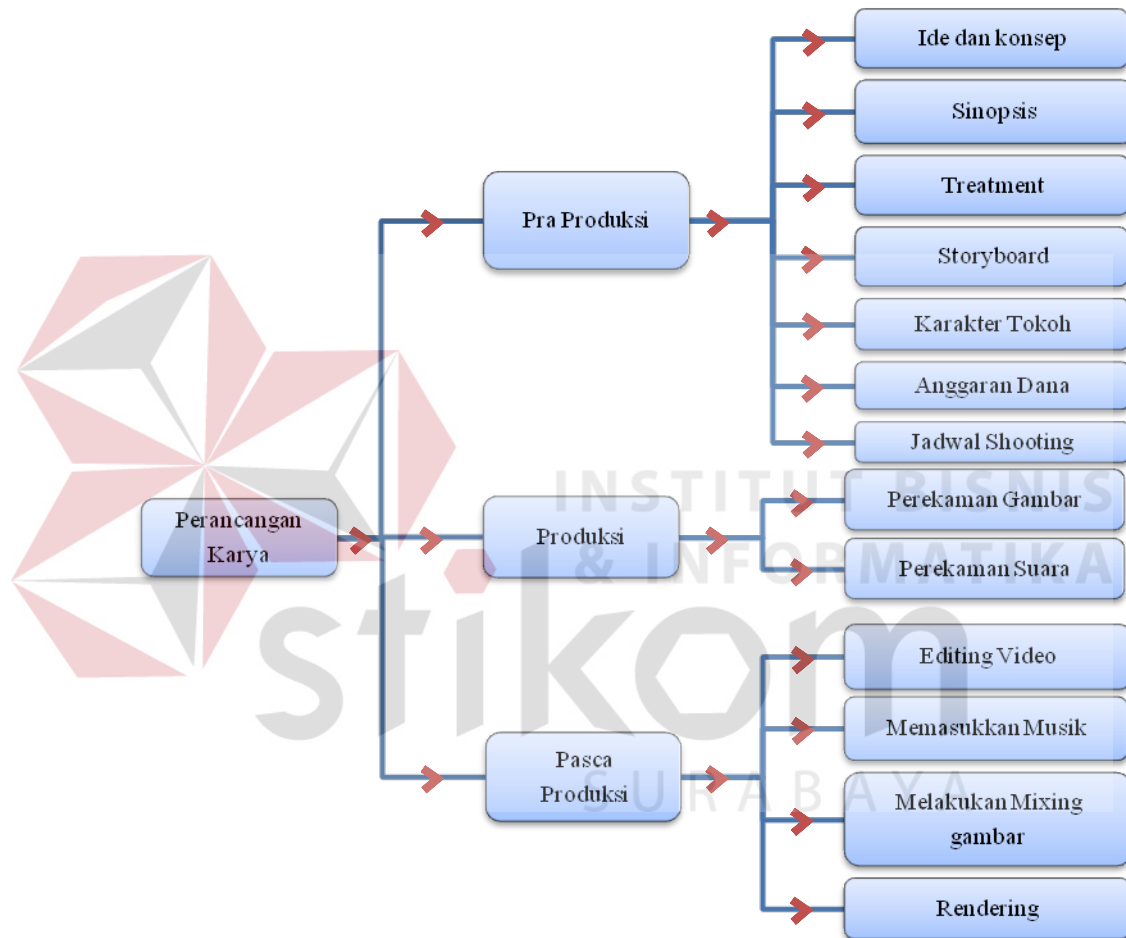 Ide dan konsep
Sinopsis
Treatment
Pra Produksi
Storyboard
Karakter Tokoh
Anggaran Dana
Jadwal Shooting
Perancangan
Karya
Produksi
Perekaman Gambar
Perekaman Suara
Pasca
Produksi
Editing Video
Memasukkan Musik
Melakukan Mixing
gambar
Rendering
INSTITUT BISNIS
& INFORMATIKA
stikom
SURABAYA